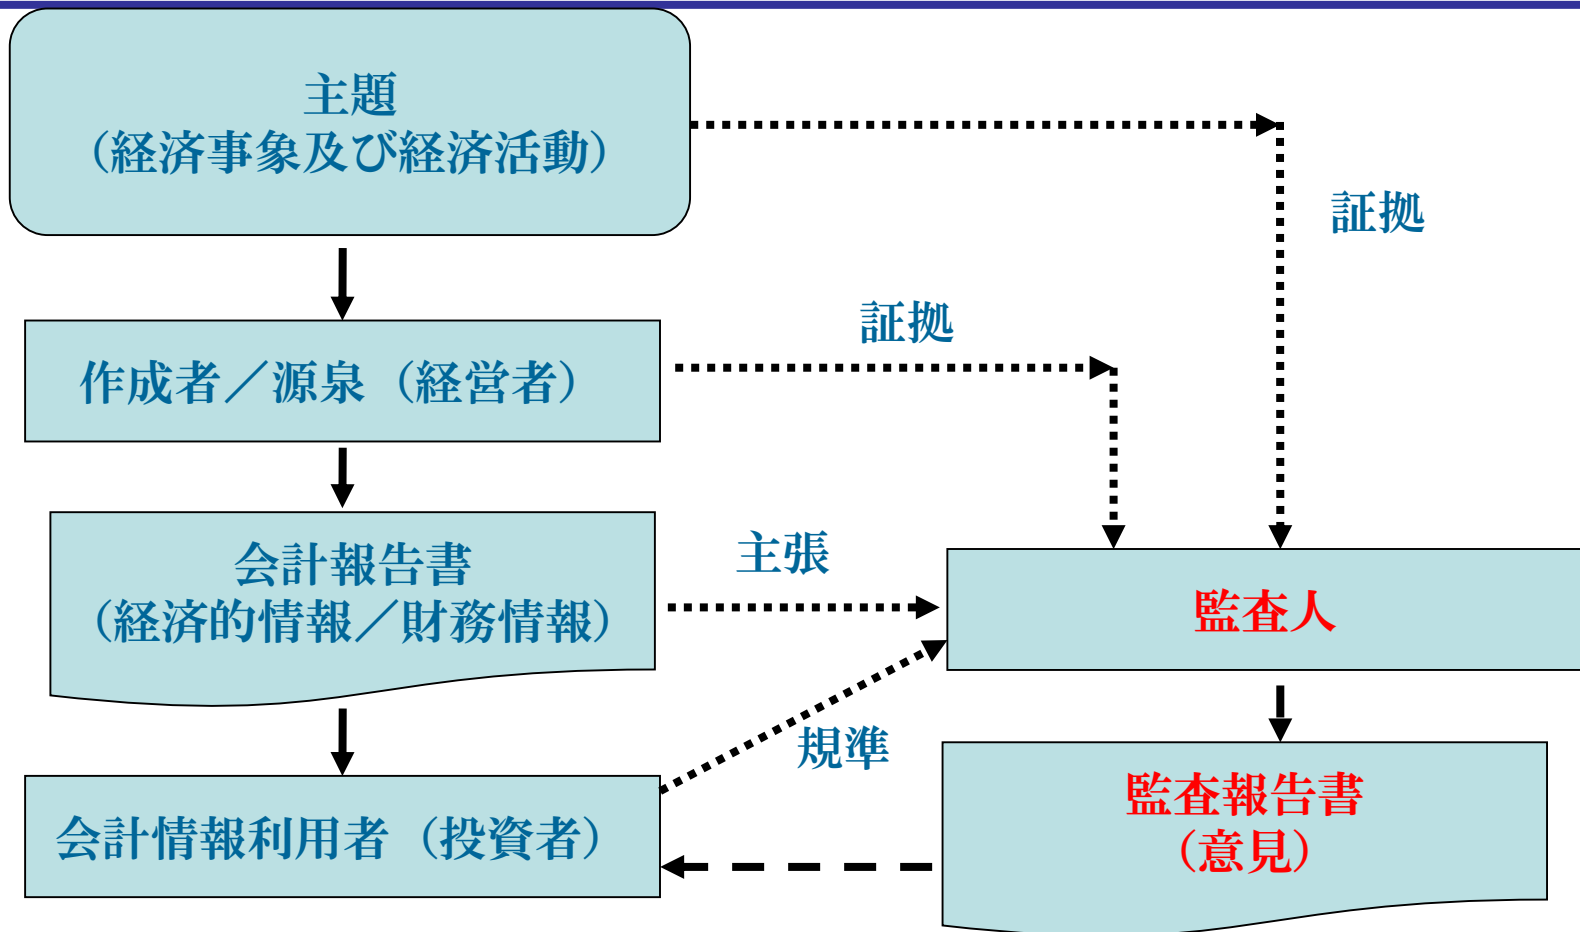 主題
（経済事象及び経済活動）
証拠
証拠
作成者／源泉（経営者）
会計報告書
（経済的情報／財務情報）
主張
監査人
規準
会計情報利用者（投資者）
監査報告書
（意見）